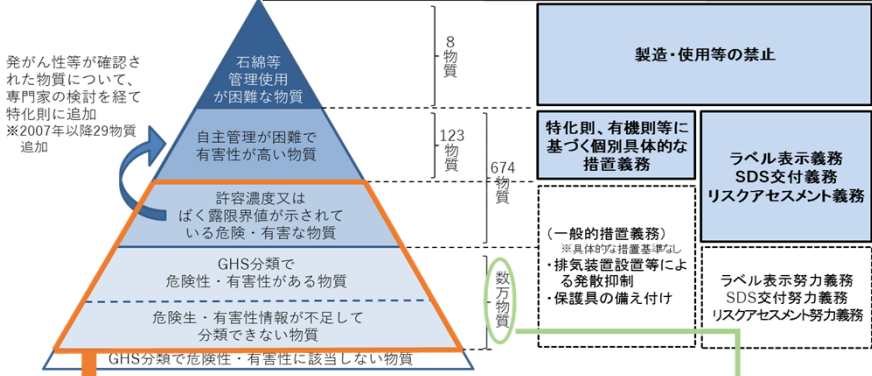 発がん性等が確認さ
れた物質について、
専門家の検討を経て
特化則に追加
※2007年以降29物質
追加
石綿等
管理使用
が困難な物質
自主管理が困難で
有害性が高い物質
許容濃度又は
ばく露限界値が示されて
いる危険・有害な物質
GHS分類で
危険性・有害性がある物質
危険生・有害性情報が不足して
分類できない物質
GHS分類で危険性・有害性に該当しない物質
8
物質
123
物質
674
物質
数万物質
製造・使用等の禁止
特化則、有機則等に
基づく個別具体的な
措置義務
(一般的措置義務)
※具体的な措置基準なし
・排気装置設置等によ
る発散抑制
・保護具の備え付け
ラベル表示義務
SDS交付義務
リスクアセスメント義務
ラベル表示努力義務
SDS交付努力義務
リスクアセスメント努力義務